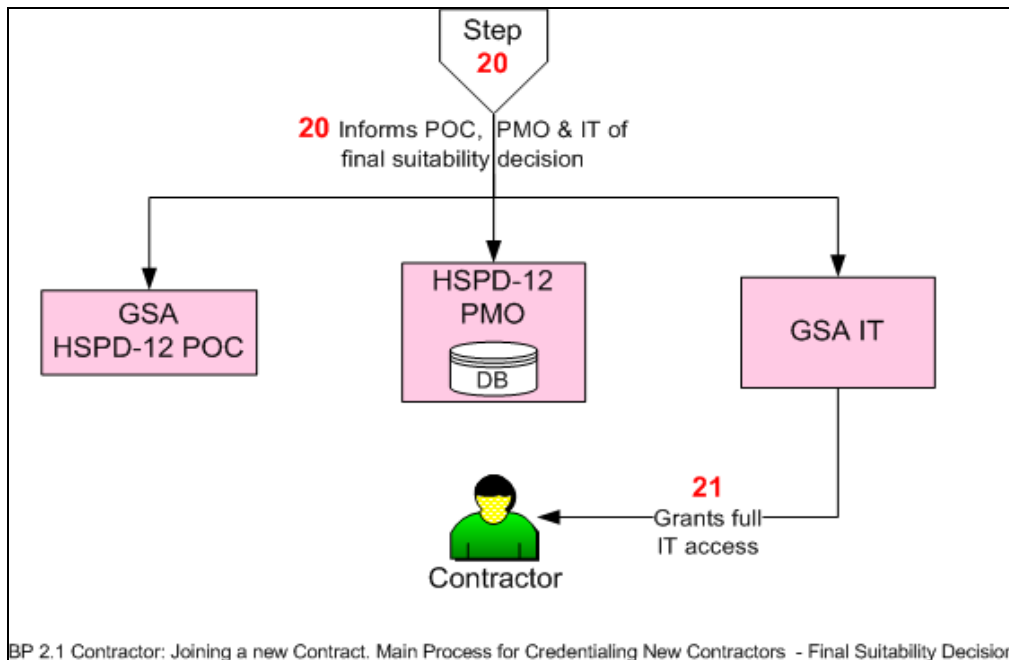 Step
20
20 Informs POC, PMO & IT of
final suitability decision
GSA
HSPD-12 POC
HSPD-12
PMO
DB
GSA IT
21
Grants full
IT access
Contractor
BP 2.1 Contractor: Joining a new Contract. Main Process for Credentialing New Contractors - Final Suitability Decision